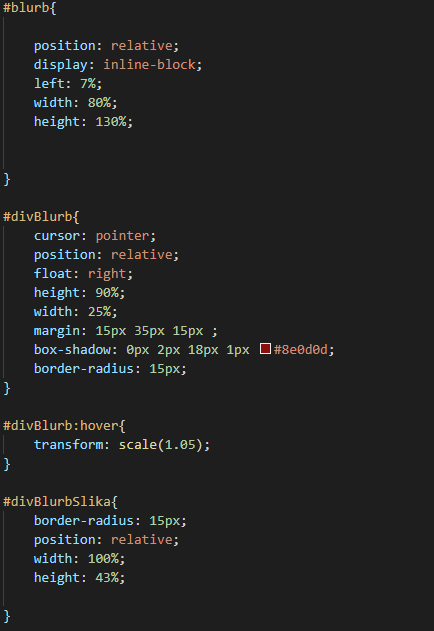 #blurb{
position: relative;
display: inline-block;
left: 7%;
width: 80%;
height: 130%;
}
#divBlurb{
cursor: pointer;
position: relative;
float: right;
height: 90%;
width: 25%;
margin: 15px 35px 15px ;
box-shadow: 0px 2px 18px 1px #8e0d0d;
border-radius: 15px;
}
#divBlurb:hover{
transform: scale(1.05);
}
#divBlurbSlika{
border-radius: 15px;
position: relative;
width: 100%;
height: 43%;
}